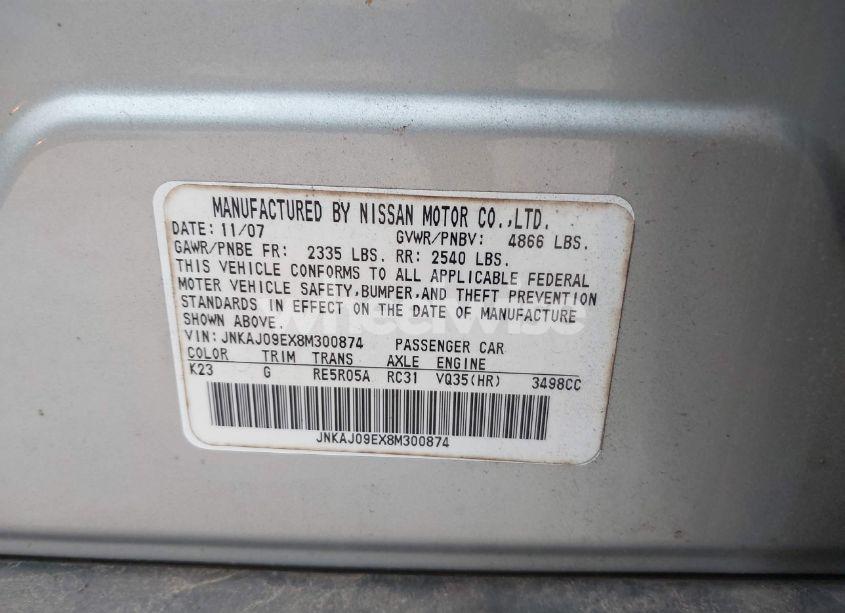 MANUFACTURED BY NISSAN MOTOR CO.,LTD.
DATE: 11/07 GVWR/PNBV: 4866 LBS.
GAWR/PNBE FR: 2335 LBS. RR: 2540 LBS.
THIS VEHICLE CONFORMS TO ALL APPLICABLE FEDERAL
MOTER VEHICLE SAFETY,BUMPER,AND THEFT PREVENTION
STANDARDS IN EFFECT ON THE DATE OF MANUFACTURE
SHOWN ABOVE.
wheelwise
VIN: JNKAJ09EX8M300874 PASSENGER CAR
COLOR TRIM TRANS AXLE ENGINE
K23 G RE5R05A RC31 VQ35(HR) 3498CC
JNKAJ09EX8M300874